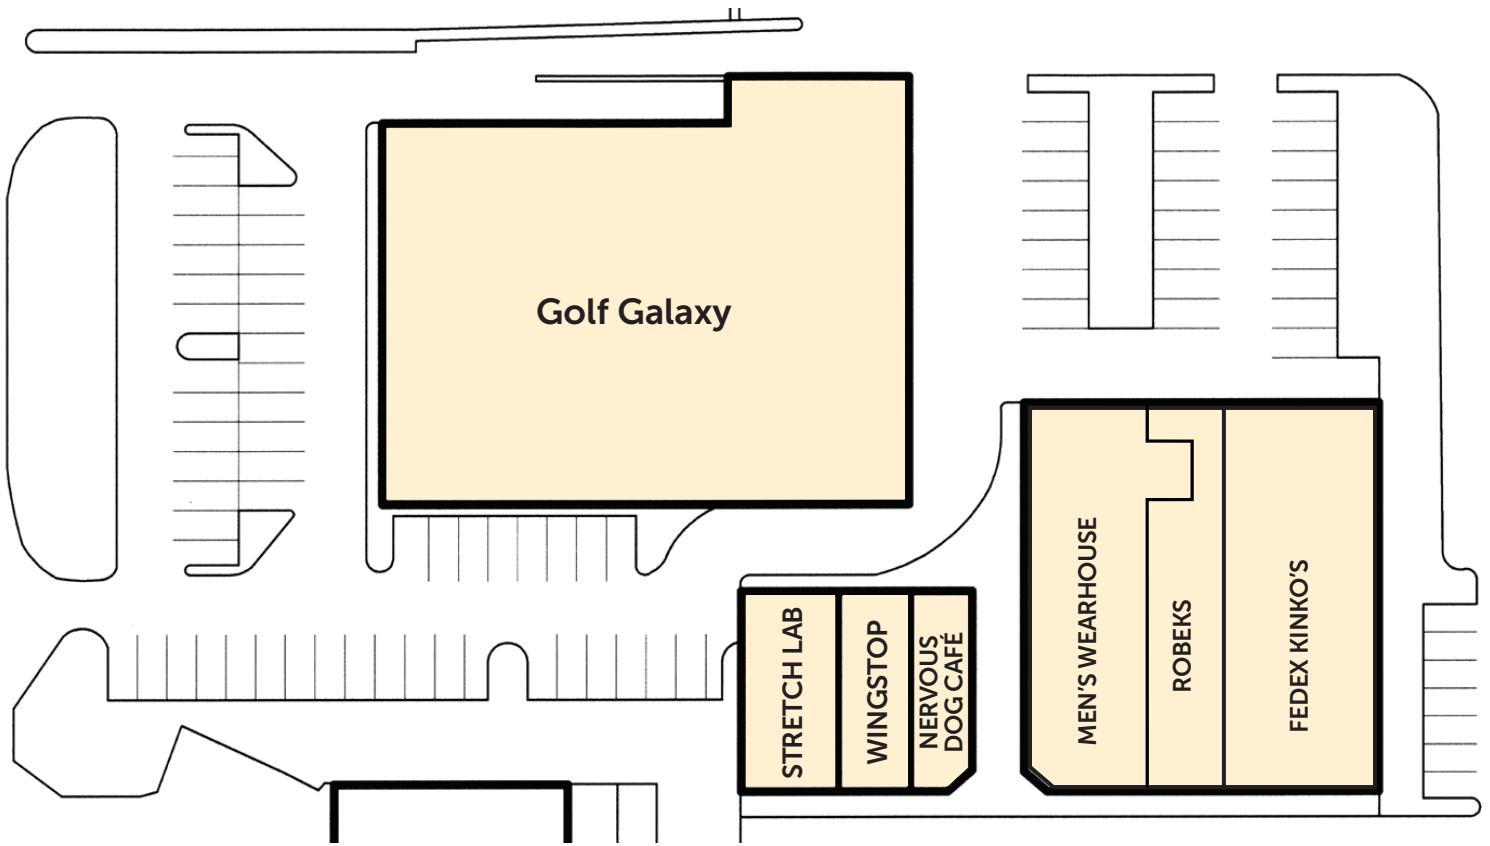 Golf Galaxy
STRETCH LAB
WINGSTOP
NERVOUS
DOG CAFÉ
MEN'S WEARHOUSE
ROBEKS
FEDEX KINKO'S